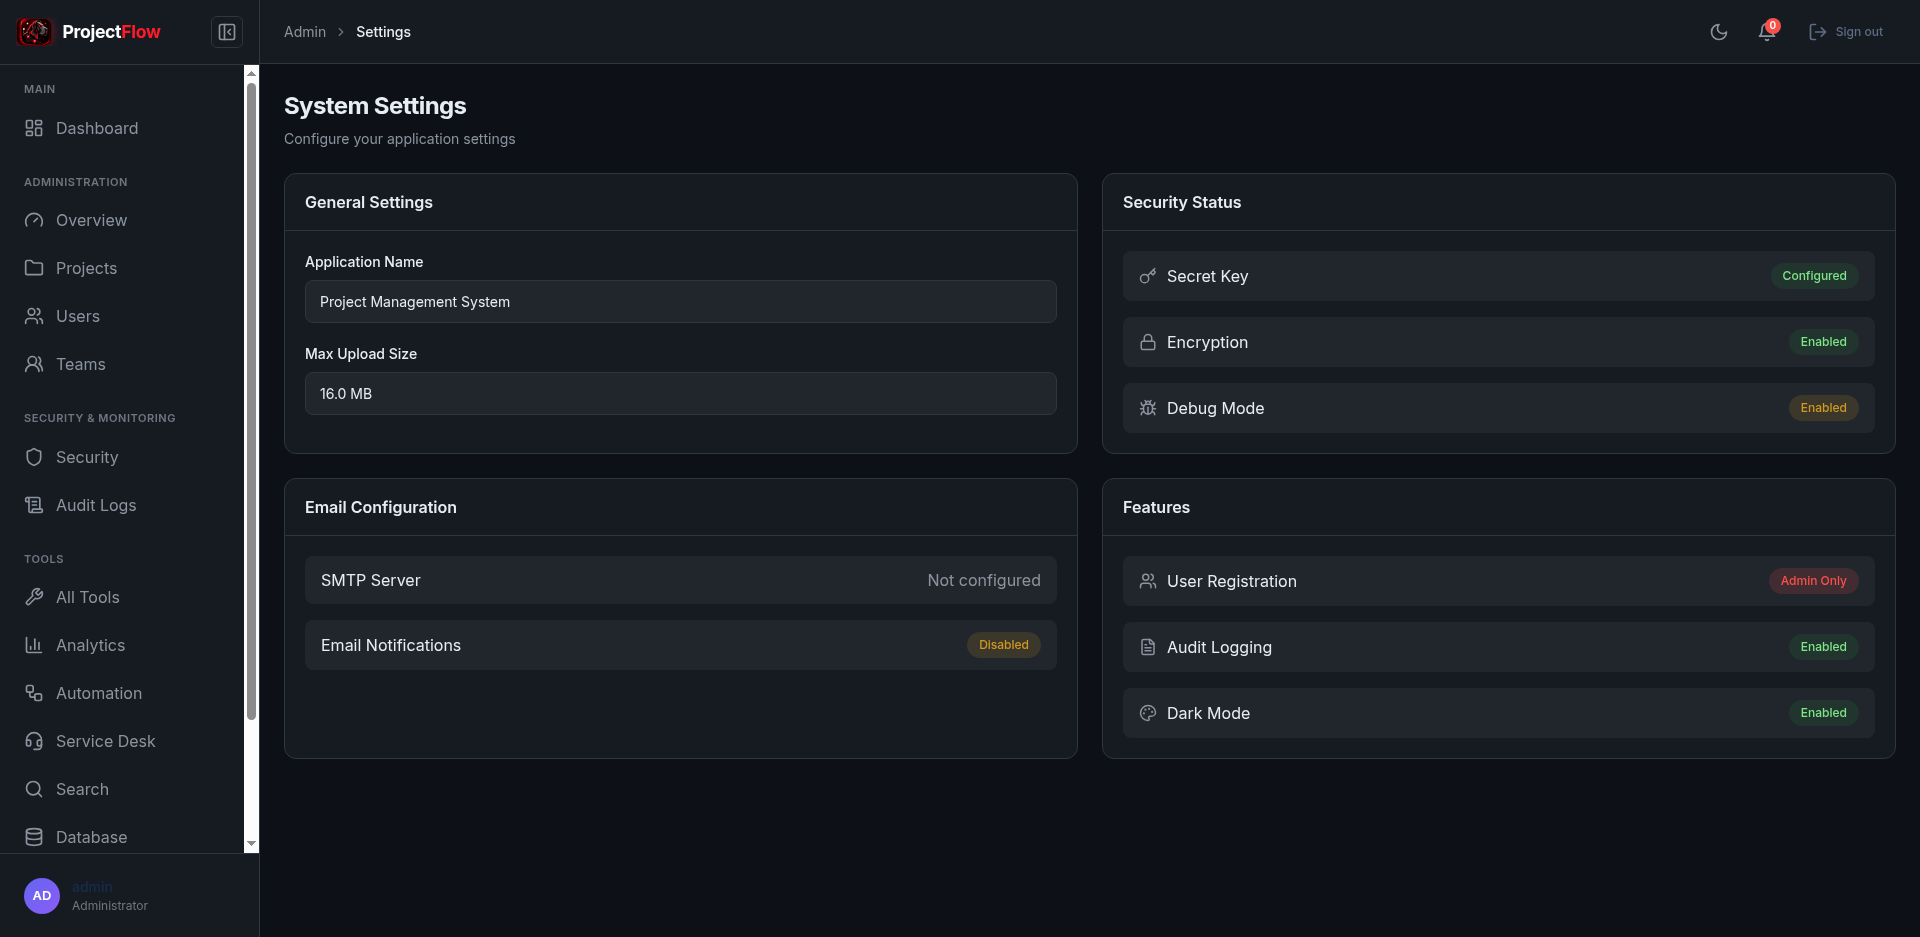 ProjectFlow
Admin
Settings
0
Sign out
MAIN
Dashboard
ADMINISTRATION
Overview
Projects
Users
Teams
SECURITY & MONITORING
Security
Audit Logs
TOOLS
All Tools
Analytics
Automation
Service Desk
Search
Database
AD
admin
Administrator
System Settings
Configure your application settings
General Settings
Application Name
Project Management System
Max Upload Size
16.0 MB
Security Status
Secret Key Configured
Encryption Enabled
Debug Mode Enabled
Email Configuration
SMTP Server Not configured
Email Notifications Disabled
Features
User Registration Admin Only
Audit Logging Enabled
Dark Mode Enabled